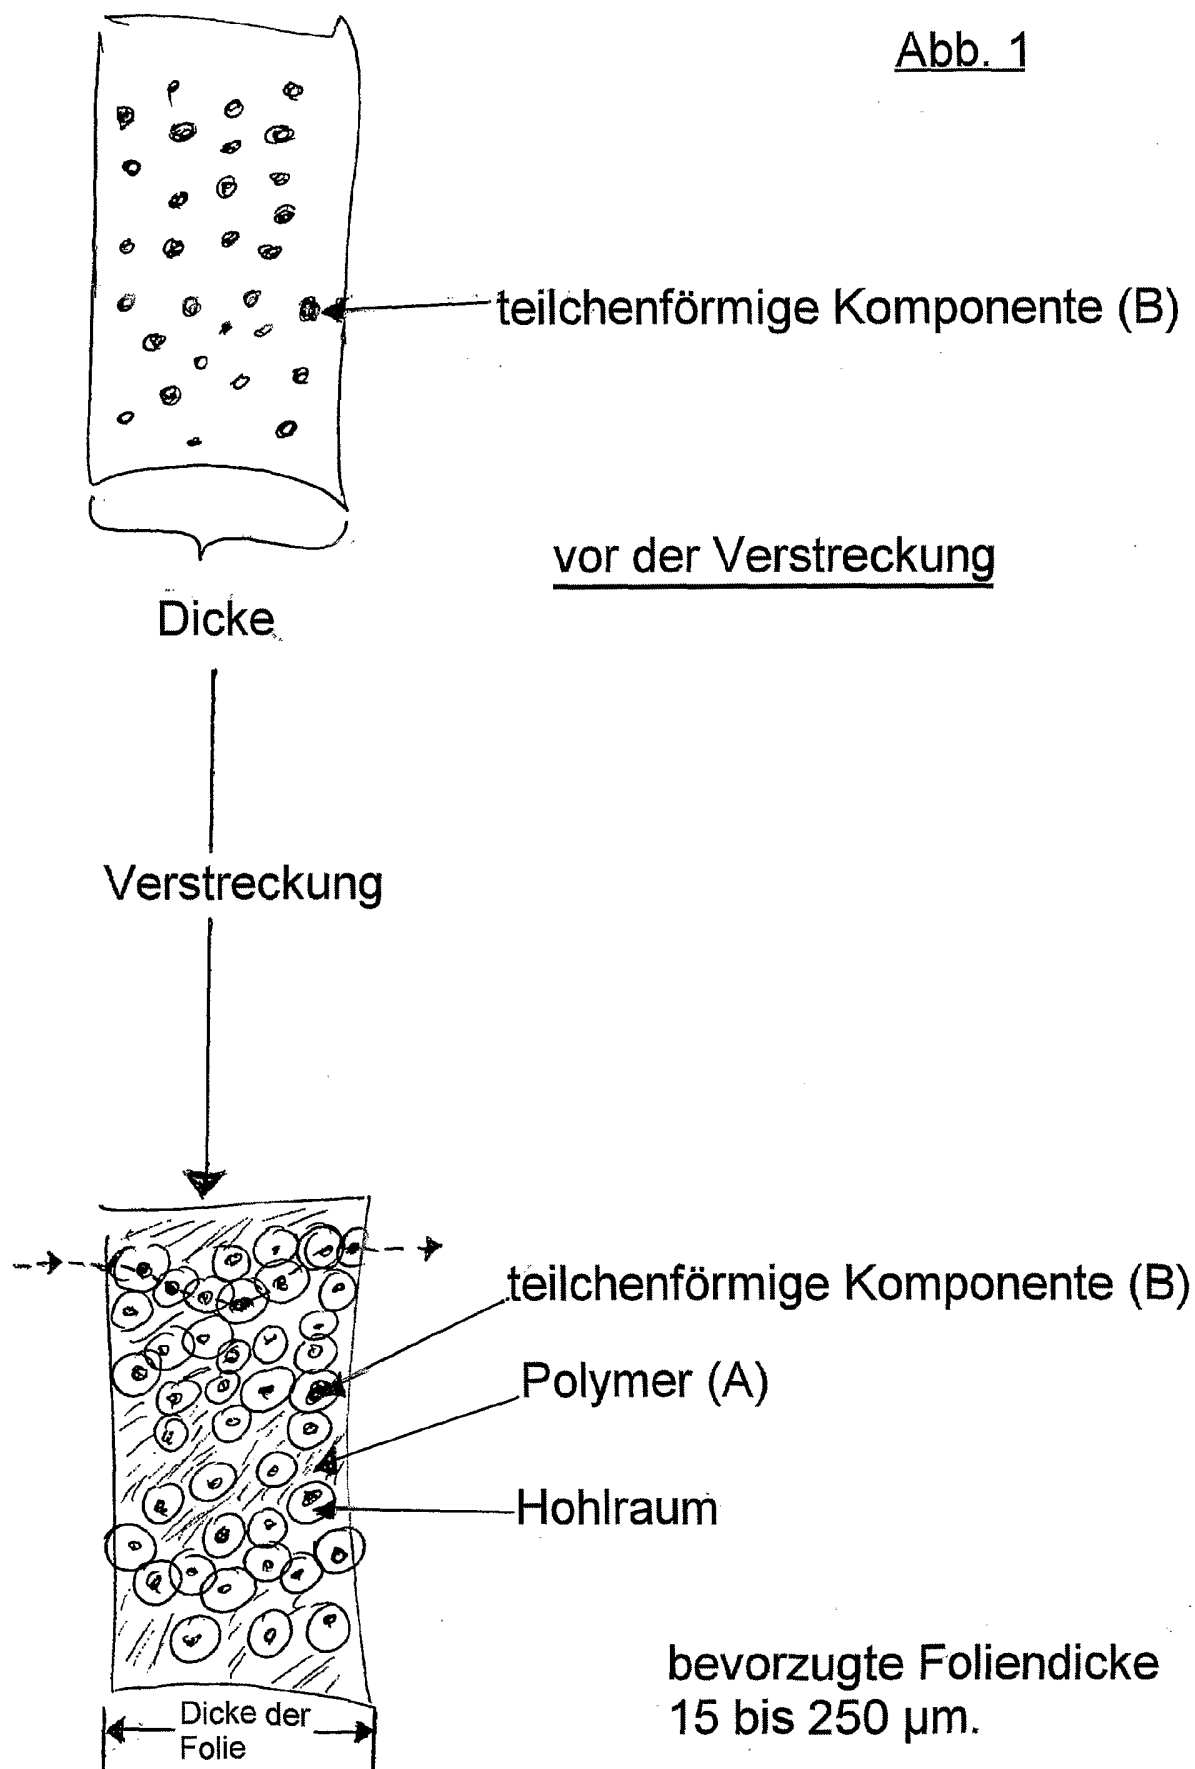 Abb. 1
teilchenförmige Komponente (B)
vor der Verstreckung
Dicke
Verstreckung
teilchenförmige Komponente (B)
Polymer (A)
Hohlraum
bevorzugte Foliendicke
15 bis 250 µm.
Dicke der
Folie